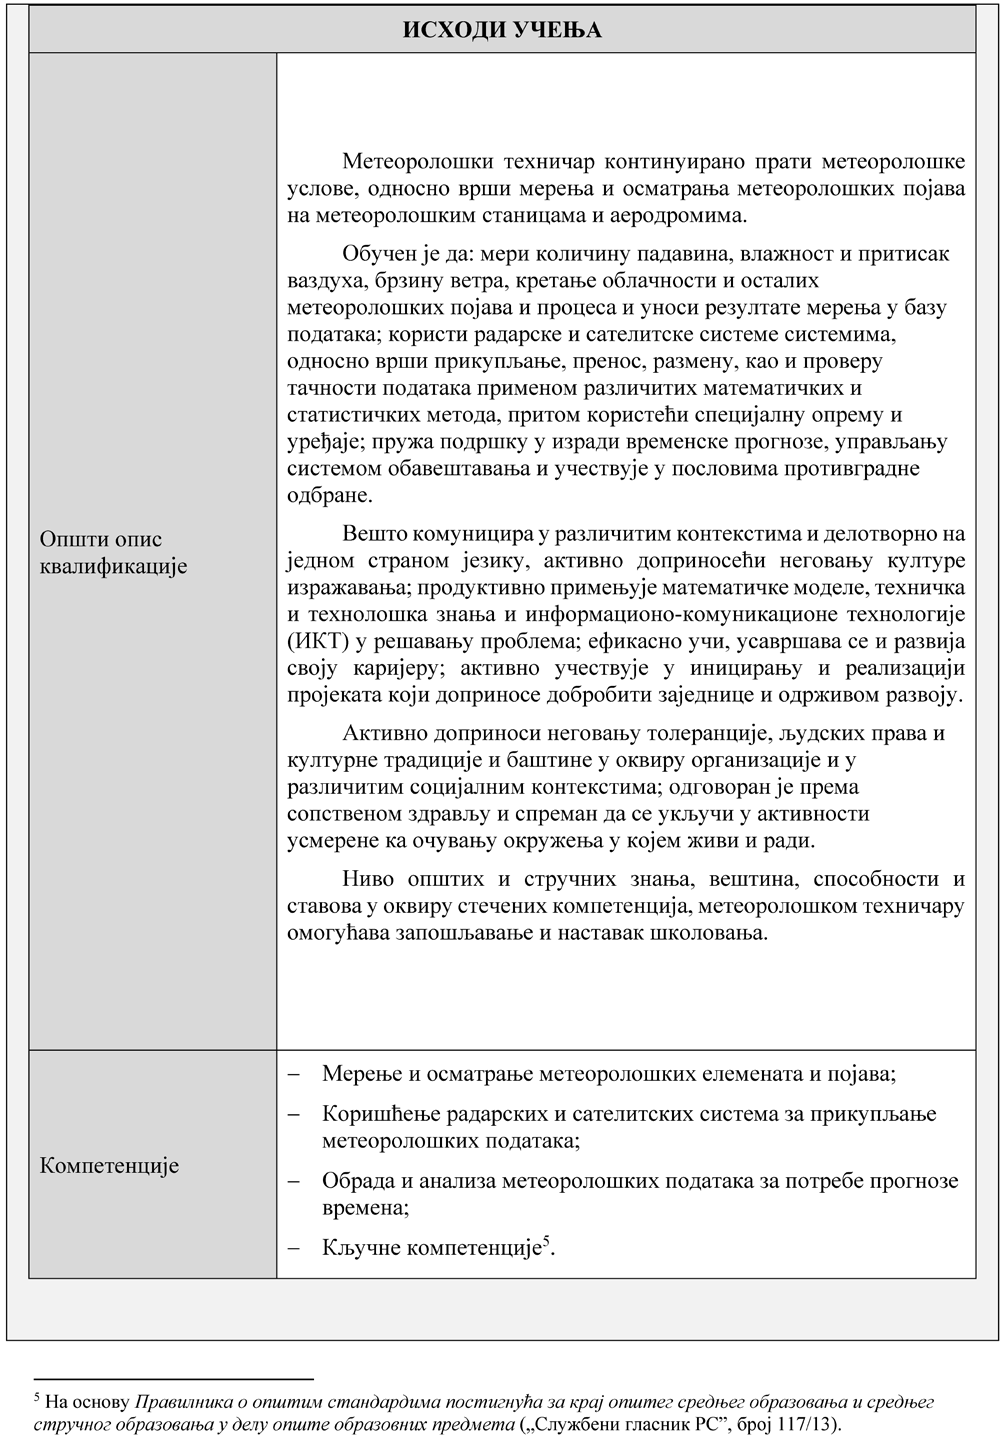 ИСХОДИ УЧЕЊА
Општи опис
квалификације
Метеоролошки техничар континуирано прати метеоролошке
услове, односно врши мерења и осматрања метеоролошких појава
на метеоролошким станицама и аеродромима.
Обучен је да: мери количину падавина, влажност и притисак
ваздуха, брзину ветра, кретање облачности и осталих
метеоролошких појава и процеса и уноси резултате мерења у базу
података; користи радарске и сателитске системе системима,
односно врши прикупљање, пренос, размену, као и проверу
тачности података применом различитих математичких и
статистичких метода, притом користећи специјалну опрему и
уређаје; пружа подршку у изради временске прогнозе, управљању
системом обавештавања и учествује у пословима противградне
одбране.
Вешто комуницира у различитим контекстима и делотворно на
једном страном језику, активно доприносећи неговању културе
изражавања; продуктивно примењује математичке моделе, техничка
и технолошка знања и информационо-комуникационе технологије
(ИКТ) у решавању проблема; ефикасно учи, усавршава се и развија
своју каријеру; активно учествује у иницирању и реализацији
пројеката који доприносе добробити заједнице и одрживом развоју.
Активно доприноси неговању толеранције, људских права и
културне традиције и баштине у оквиру организације и у
различитим социјалним контекстима; одговоран је према
сопственом здрављу и спреман да се укључи у активности
усмерене ка очувању окружења у којем живи и ради.
Ниво општих и стручних знања, вештина, способности и
ставова у оквиру стечених компетенција, метеоролошком техничару
омогућава запошљавање и наставак школовања.
Компетенције
– Мерење и осматрање метеоролошких елемената и појава;
– Коришћење радарских и сателитских система за прикупљање
метеоролошких података;
– Обрада и анализа метеоролошких података за потребе прогнозе
времена;
– Кључне компетенције⁵.
⁵ На основу Правилника о општим стандардима постигнућа за крај општег средњег образовања и средњег
стручног образовања у делу опште образовних предмета („Службени гласник РС”, број 117/13).